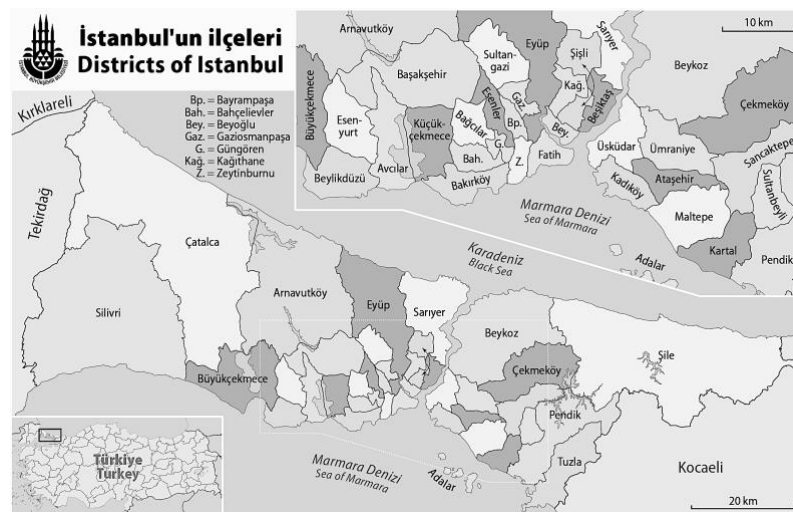 İstanbul'un ilçeleri
Districts of Istanbul
Bp. = Bayrampaşa
Bah. = Bahçelievler
Bey. = Beyoğlu
Gaz. = Gaziosmanpaşa
G. = Güngören
Kağ. = Kağıthane
Z. = Zeytinburnu
10 km
Arnavutköy
Sultan-
gazi
Eyüp
Şişli
Sarıyer
Beykoz
Başakşehir
Büyükçekmece
Esen-
yurt
Küçük-
çekmece
Bağcılar
Esenler
Gaz.
Bp.
Kağ.
Beşiktaş
Çekmeköy
Beylikdüzü
Avcılar
Bah.
G.
Z.
Bey.
Fatih
Bakırköy
Üsküdar
Ümraniye
Sancaktepe
Kadıköy
Ataşehir
Sultanbeyli
Maltepe
Kartal
Pendik
Marmara Denizi
Sea of Marmara
Adalar
Kırklareli
Tekirdağ
Çatalca
Silivri
Karadeniz
Black Sea
Arnavutköy
Eyüp
Sarıyer
Beykoz
Şile
Büyükçekmece
Çekmeköy
Pendik
Tuzla
Kocaeli
Marmara Denizi
Sea of Marmara
Adalar
Türkiye
Turkey
20 km